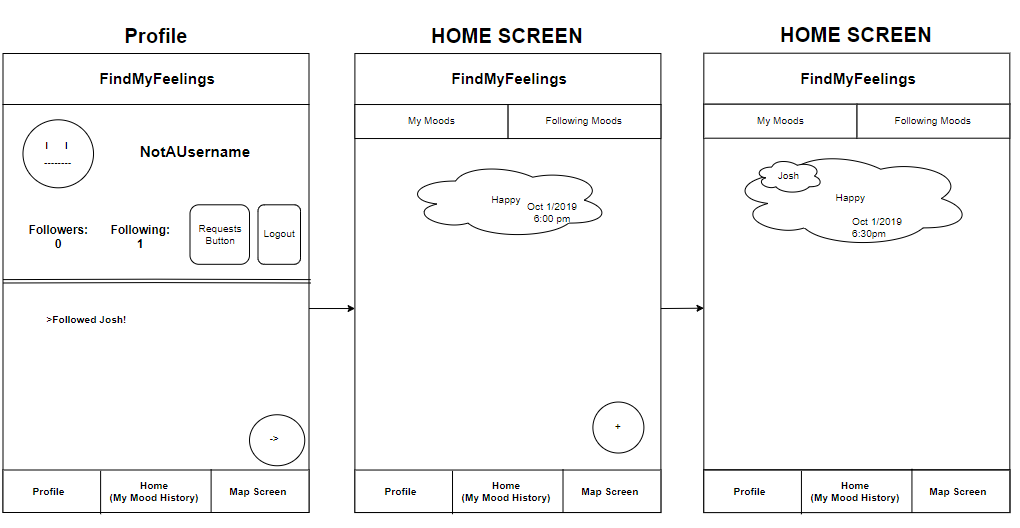 Profile
FindMyFeelings
I I
--------
NotAUsername
Followers:
0
Following:
1
Requests
Button
Logout
>Followed Josh!
->
Profile
Home
(My Mood History)
Map Screen
HOME SCREEN
FindMyFeelings
My Moods
Following Moods
Happy
Oct 1/2019
6:00 pm
+
Profile
Home
(My Mood History)
Map Screen
HOME SCREEN
FindMyFeelings
My Moods
Following Moods
Josh
Happy
Oct 1/2019
6:30pm
Profile
Home
(My Mood History)
Map Screen